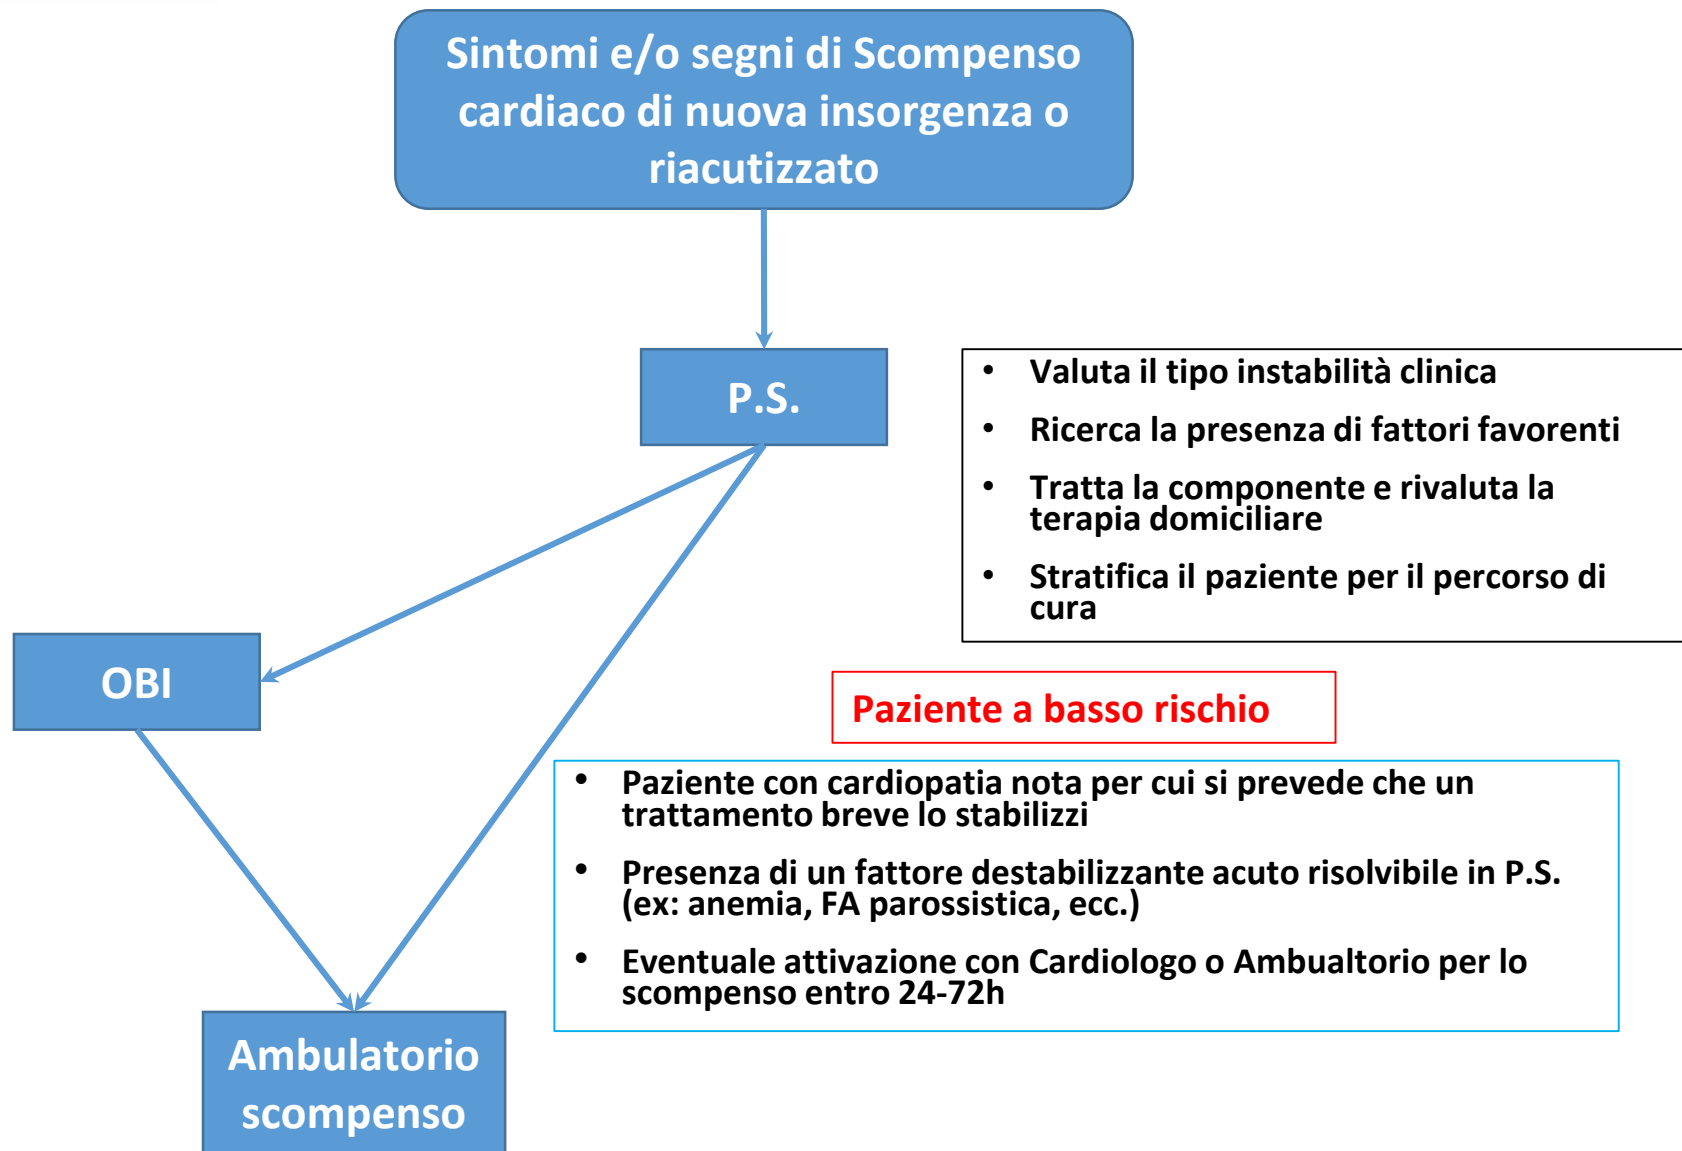 Sintomi e/o segni di Scompenso
cardiaco di nuova insorgenza o
riacutizzato
P.S.
• Valuta il tipo instabilità clinica
• Ricerca la presenza di fattori favorenti
• Tratta la componente e rivaluta la
terapia domiciliare
• Stratifica il paziente per il percorso di
cura
OBI
Paziente a basso rischio
• Paziente con cardiopatia nota per cui si prevede che un
trattamento breve lo stabilizzi
• Presenza di un fattore destabilizzante acuto risolvibile in P.S.
(ex: anemia, FA parossistica, ecc.)
• Eventuale attivazione con Cardiologo o Ambualtorio per lo
scompenso entro 24-72h
Ambulatorio
scompenso